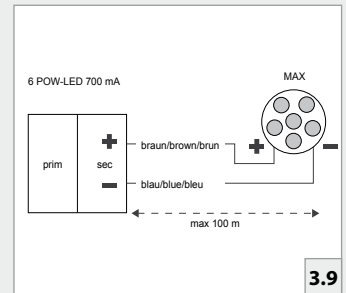 6 POW-LED 700 mA
MAX
+
braun/brown/brun
+
−
prim
sec
−
blau/blue/bleu
max 100 m
3.9